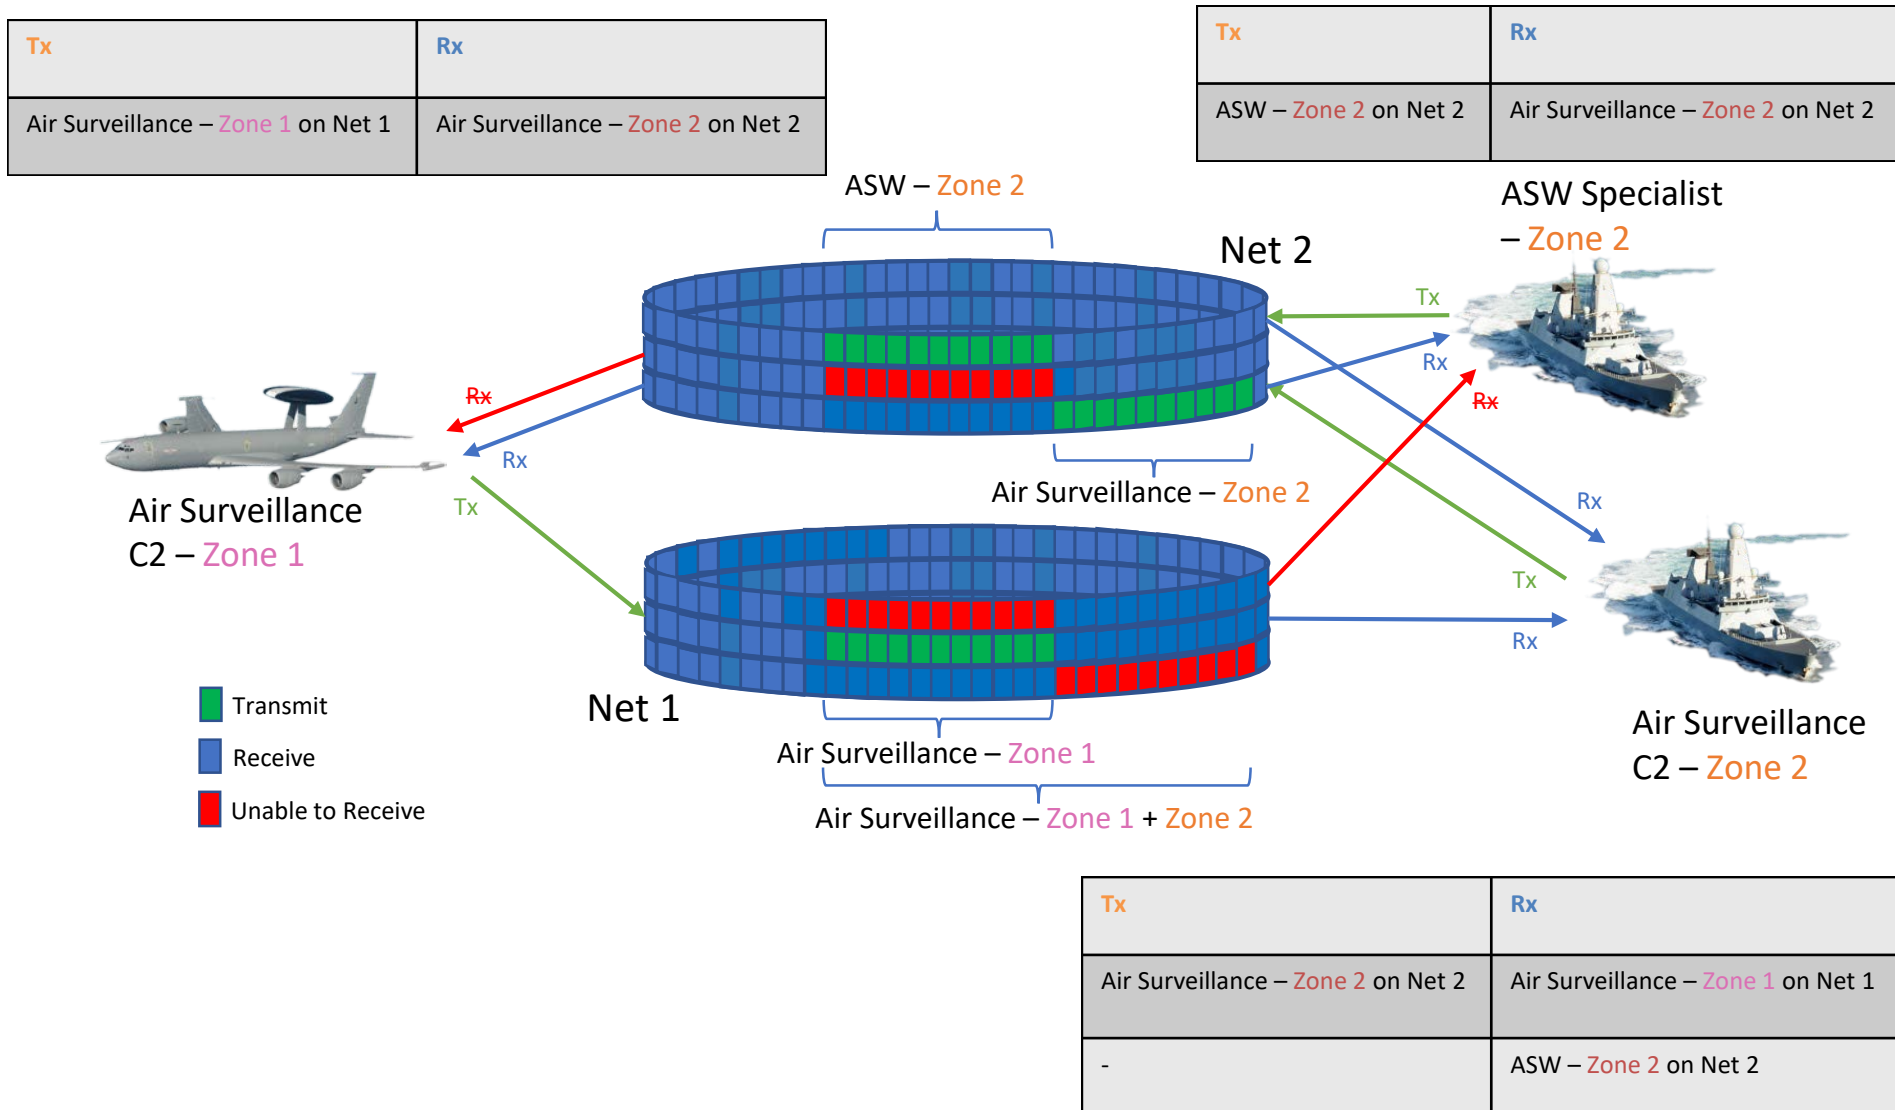 Tx
Rx
Air Surveillance – Zone 1 on Net 1
Air Surveillance – Zone 2 on Net 2
Tx
Rx
ASW – Zone 2 on Net 2
Air Surveillance – Zone 2 on Net 2
ASW – Zone 2
Net 2
ASW Specialist
– Zone 2
Tx
Rx
Rx
Rx
Rx
Tx
Air Surveillance
C2 – Zone 1
Air Surveillance – Zone 2
Rx
Tx
Rx
Net 1
Transmit
Receive
Unable to Receive
Air Surveillance – Zone 1
Air Surveillance – Zone 1 + Zone 2
Air Surveillance
C2 – Zone 2
Tx
Rx
Air Surveillance – Zone 2 on Net 2
Air Surveillance – Zone 1 on Net 1
-
ASW – Zone 2 on Net 2